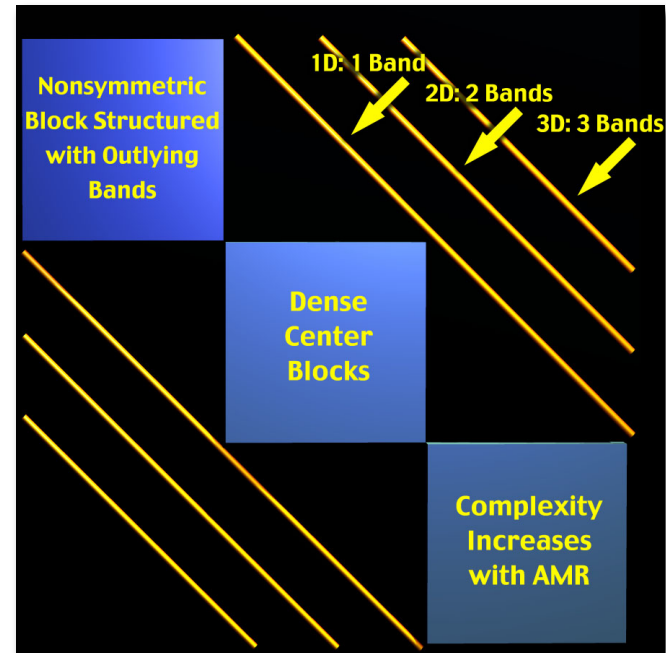 Nonsymmetric
Block Structured
with Outlying
Bands
1D: 1 Band
2D: 2 Bands
3D: 3 Bands
Dense
Center
Blocks
Complexity
Increases
with AMR